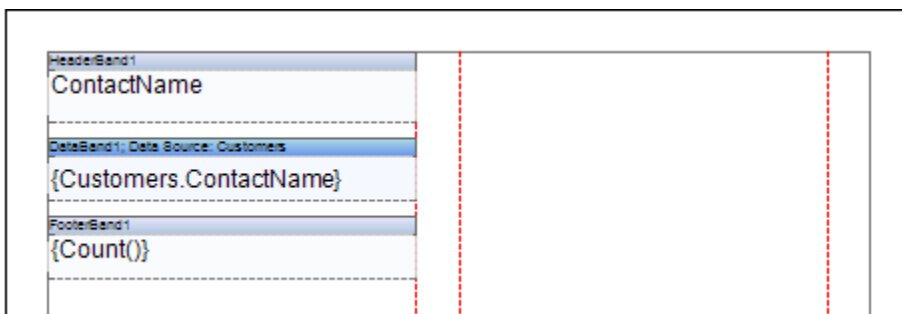 HeaderBand1
ContactName
DataBand1; Data Source: Customers
{Customers.ContactName}
FooterBand1
{Count()}